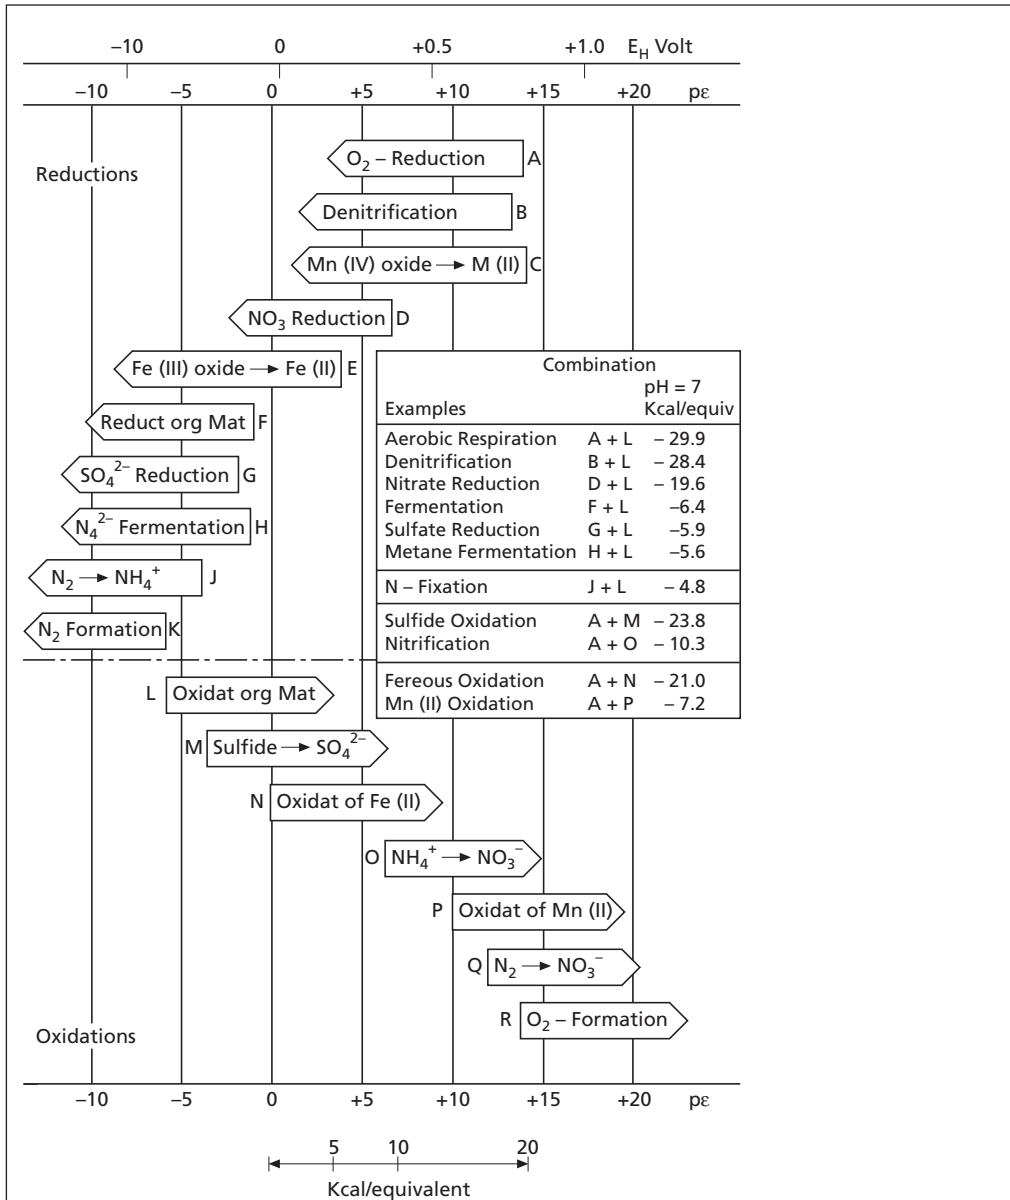 −10 0 +0.5 +1.0 E_H Volt
−10 −5 0 +5 +10 +15 +20 pε
Reductions
O₂ – Reduction A
Denitrification B
Mn (IV) oxide → M (II) C
NO₃ Reduction D
Fe (III) oxide → Fe (II) E
Reduct org Mat F
SO₄²⁻ Reduction G
N₄²⁻ Fermentation H
N₂ → NH₄⁺ J
N₂ Formation K
Combination
pH = 7
Examples Kcal/equiv
Aerobic Respiration A + L − 29.9
Denitrification B + L − 28.4
Nitrate Reduction D + L − 19.6
Fermentation F + L −6.4
Sulfate Reduction G + L −5.9
Metane Fermentation H + L −5.6
N – Fixation J + L − 4.8
Sulfide Oxidation A + M − 23.8
Nitrification A + O − 10.3
Fereous Oxidation A + N − 21.0
Mn (II) Oxidation A + P − 7.2
L Oxidat org Mat
M Sulfide → SO₄²⁻
N Oxidat of Fe (II)
O NH₄⁺ → NO₃⁻
P Oxidat of Mn (II)
Q N₂ → NO₃⁻
R O₂ – Formation
Oxidations
−10 −5 0 +5 +10 +15 +20 pε
5 10 20
Kcal/equivalent